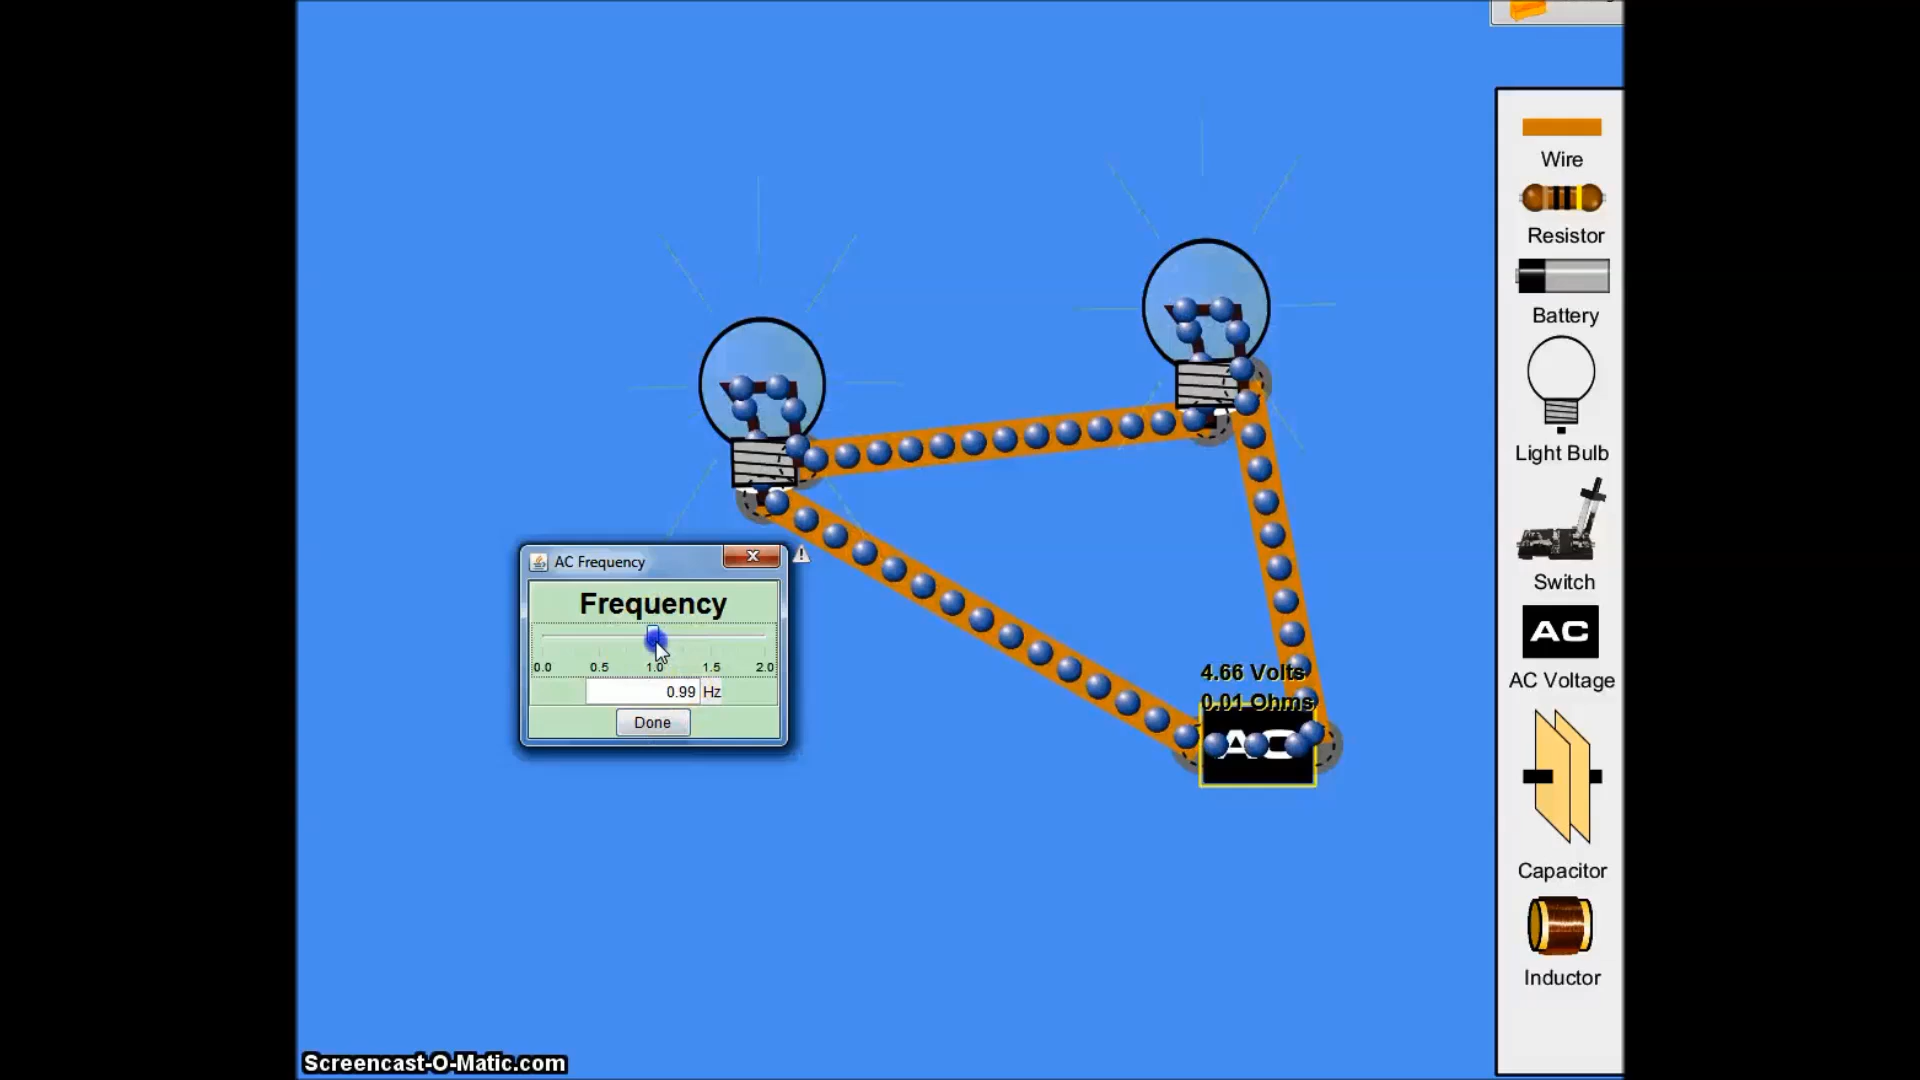 Wire
Resistor
Battery
Light Bulb
Switch
AC
AC Voltage
Capacitor
Inductor
AC Frequency
Frequency
0.0 0.5 1.0 1.5 2.0
0.99 Hz
Done
4.66 Volts
0.01 Ohms
AC
Screencast-O-Matic.com